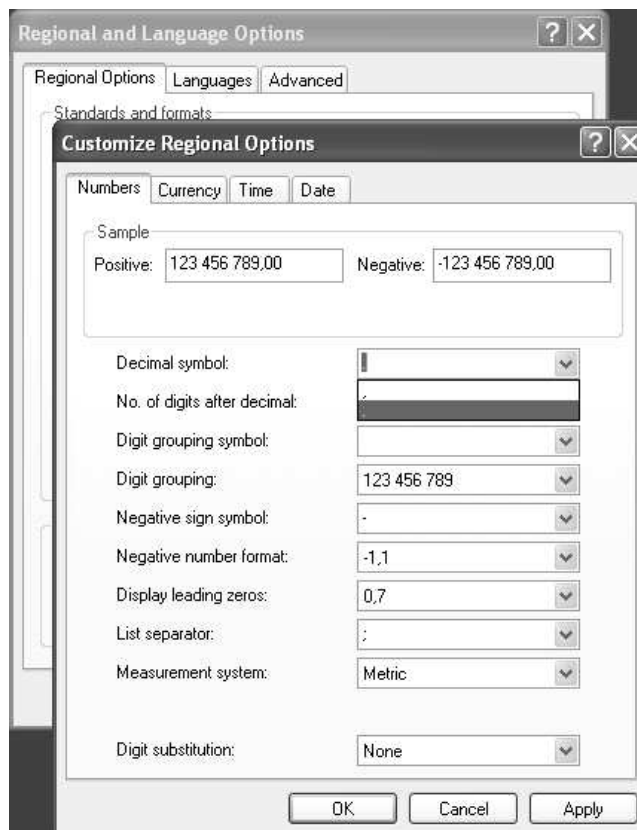 Regional and Language Options
Regional Options Languages Advanced
Standards and formats
Customize Regional Options
Numbers Currency Time Date
Sample
Positive: 123 456 789,00 Negative: -123 456 789,00
Decimal symbol:
,
No. of digits after decimal:
Digit grouping symbol:
Digit grouping: 123 456 789
Negative sign symbol: -
Negative number format: -1,1
Display leading zeros: 0,7
List separator: ;
Measurement system: Metric
Digit substitution: None
OK Cancel Apply